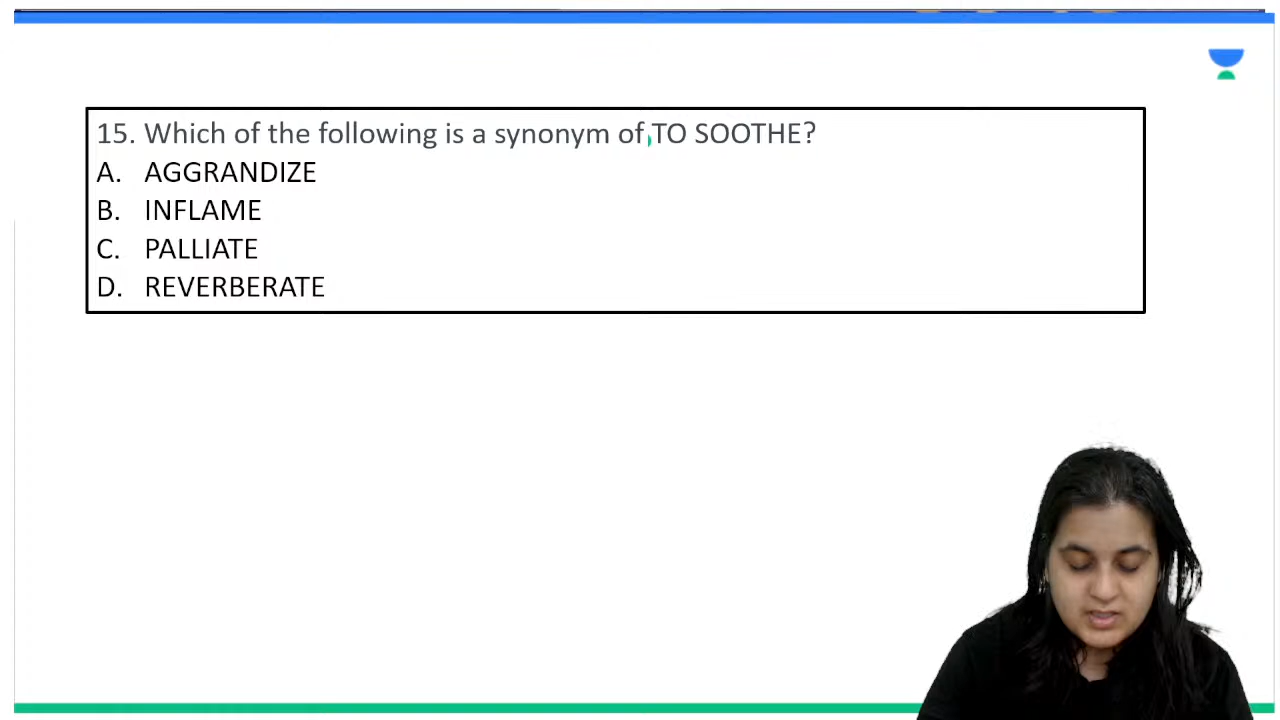 15. Which of the following is a synonym of TO SOOTHE?
A. AGGRANDIZE
B. INFLAME
C. PALLIATE
D. REVERBERATE